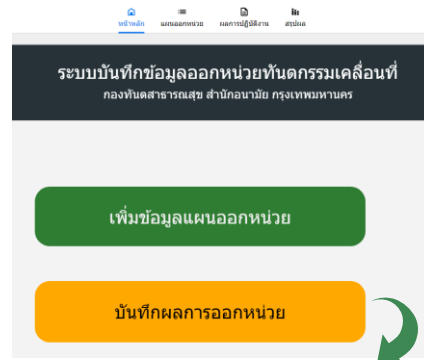 หน้าหลัก
แผนออกหน่วย
ผลการปฏิบัติงาน
สรุปผล
ระบบบันทึกข้อมูลออกหน่วยทันตกรรมเคลื่อนที่
กองทันตสาธารณสุข สำนักอนามัย กรุงเทพมหานคร
เพิ่มข้อมูลแผนออกหน่วย
บันทึกผลการออกหน่วย